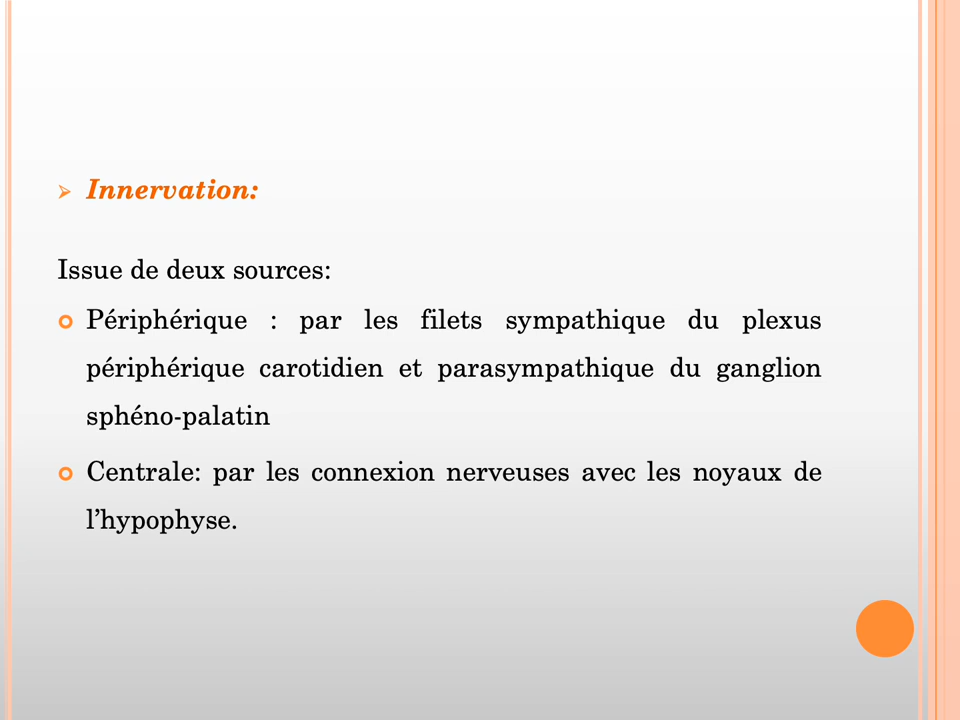 Innervation:
Issue de deux sources:
Périphérique : par les filets sympathique du plexus
périphérique carotidien et parasympathique du ganglion
sphéno-palatin
Centrale: par les connexion nerveuses avec les noyaux de
l’hypophyse.